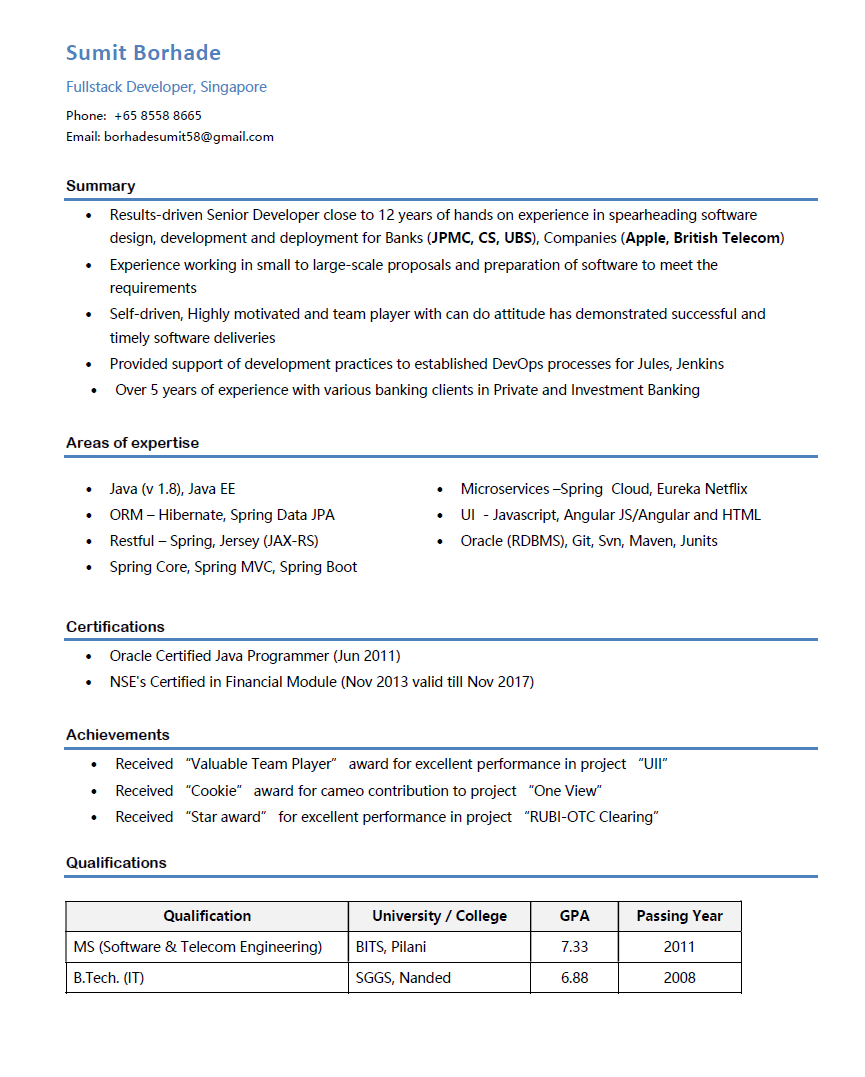 Sumit Borhade
Fullstack Developer, Singapore
Phone: +65 8558 8665
Email: borhadesumit58@gmail.com
Summary
• Results-driven Senior Developer close to 12 years of hands on experience in spearheading software
design, development and deployment for Banks (JPMC, CS, UBS), Companies (Apple, British Telecom)
• Experience working in small to large-scale proposals and preparation of software to meet the
requirements
• Self-driven, Highly motivated and team player with can do attitude has demonstrated successful and
timely software deliveries
• Provided support of development practices to established DevOps processes for Jules, Jenkins
• Over 5 years of experience with various banking clients in Private and Investment Banking
Areas of expertise
• Java (v 1.8), Java EE
• ORM – Hibernate, Spring Data JPA
• Restful – Spring, Jersey (JAX-RS)
• Spring Core, Spring MVC, Spring Boot
• Microservices –Spring Cloud, Eureka Netflix
• UI - Javascript, Angular JS/Angular and HTML
• Oracle (RDBMS), Git, Svn, Maven, Junits
Certifications
• Oracle Certified Java Programmer (Jun 2011)
• NSE's Certified in Financial Module (Nov 2013 valid till Nov 2017)
Achievements
• Received “Valuable Team Player” award for excellent performance in project “UII”
• Received “Cookie” award for cameo contribution to project “One View”
• Received “Star award” for excellent performance in project “RUBI-OTC Clearing”
Qualifications
Qualification University / College GPA Passing Year
MS (Software & Telecom Engineering) BITS, Pilani 7.33 2011
B.Tech. (IT) SGGS, Nanded 6.88 2008